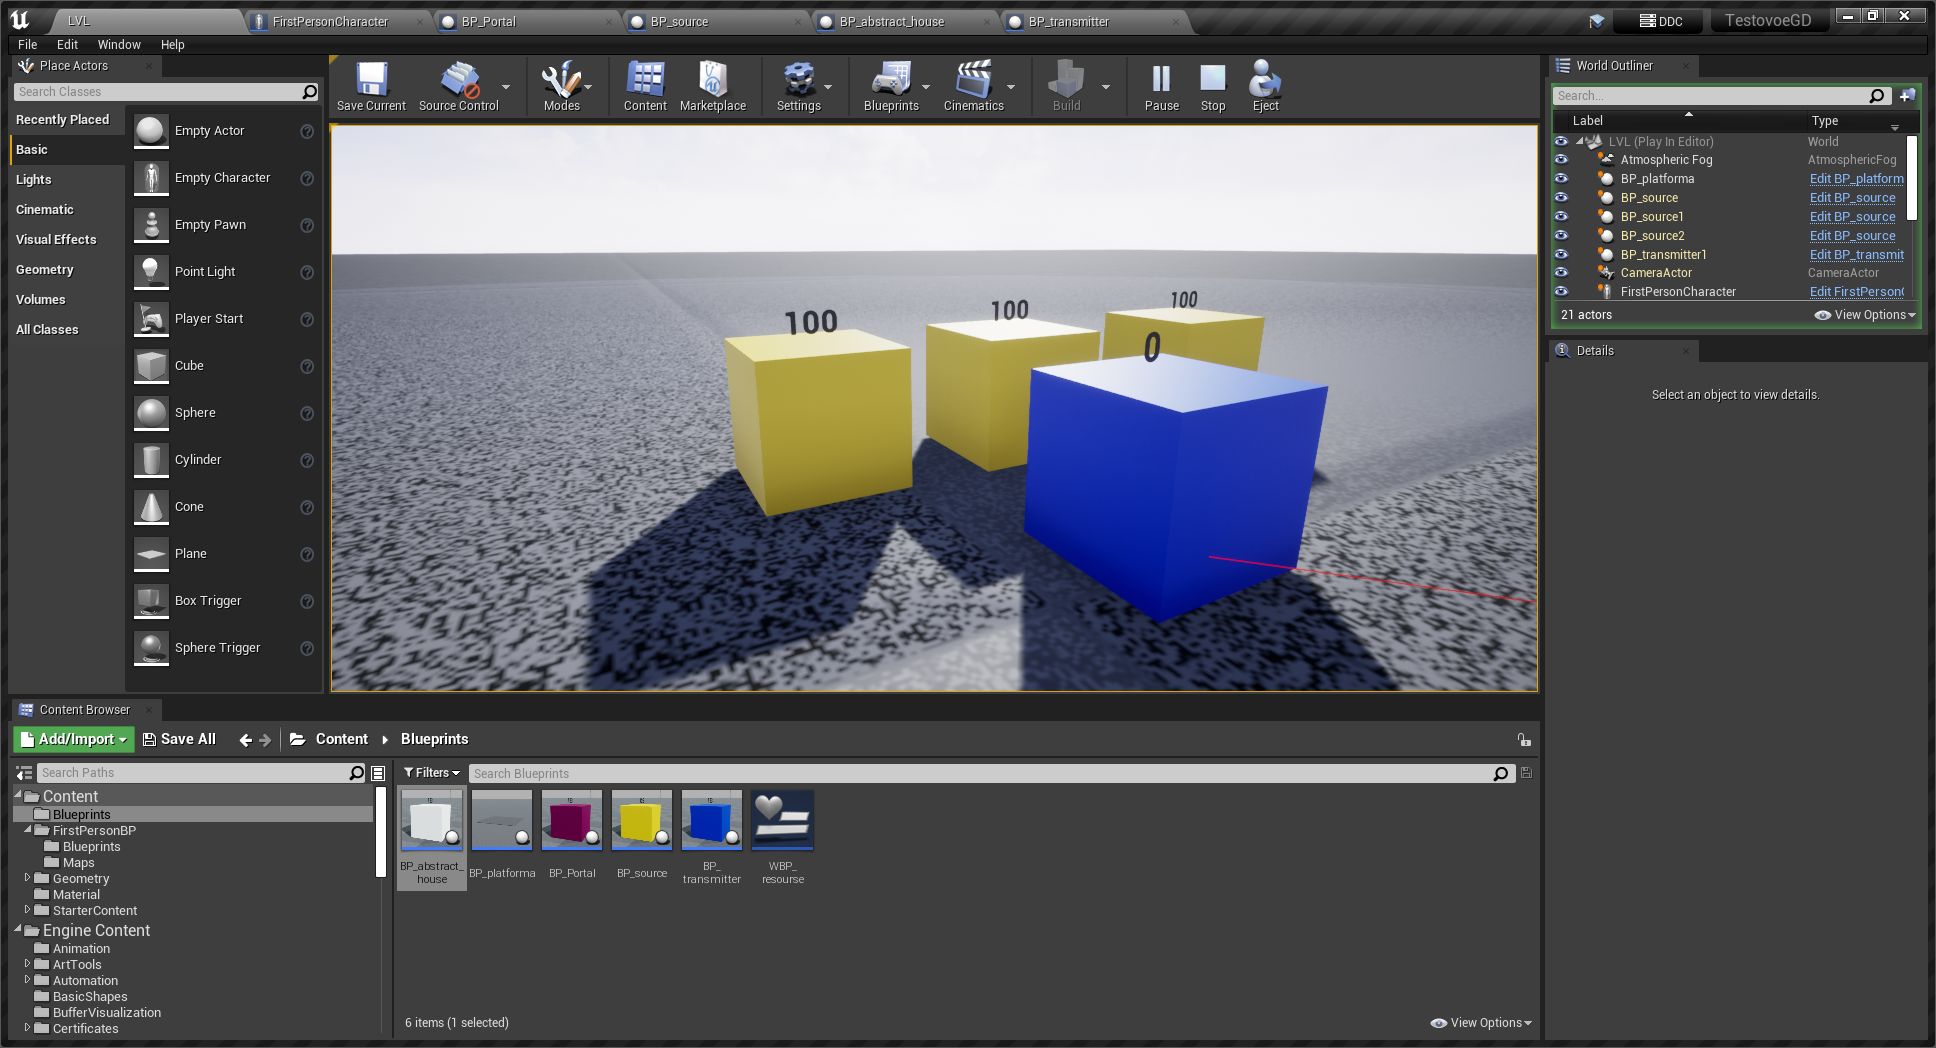 LVL
FirstPersonCharacter
BP_Portal
BP_source
BP_abstract_house
BP_transmitter
DDC
TestovoeGD
File Edit Window Help
Place Actors
Search Classes
Recently Placed
Basic
Lights
Cinematic
Visual Effects
Geometry
Volumes
All Classes
Empty Actor
Empty Character
Empty Pawn
Point Light
Player Start
Cube
Sphere
Cylinder
Cone
Plane
Box Trigger
Sphere Trigger
Save Current
Source Control
Modes
Content
Marketplace
Settings
Blueprints
Cinematics
Build
Pause
Stop
Eject
100
100
100
0
World Outliner
Search...
Label Type
LVL (Play In Editor) World
Atmospheric Fog AtmosphericFog
BP_platforma Edit BP_platform
BP_source Edit BP_source
BP_source1 Edit BP_source
BP_source2 Edit BP_source
BP_transmitter1 Edit BP_transmit
CameraActor CameraActor
FirstPersonCharacter Edit FirstPerson(
21 actors View Options
Details
Select an object to view details.
Content Browser
Add/Import Save All Content Blueprints
Search Paths
Content
Blueprints
FirstPersonBP
Blueprints
Maps
Geometry
Material
StarterContent
Engine Content
Animation
ArtTools
Automation
BasicShapes
BufferVisualization
Certificates
Filters Search Blueprints
BP_abstract_
house
BP_platforma
BP_Portal
BP_source
BP_
transmitter
WBP_
resourse
6 items (1 selected) View Options